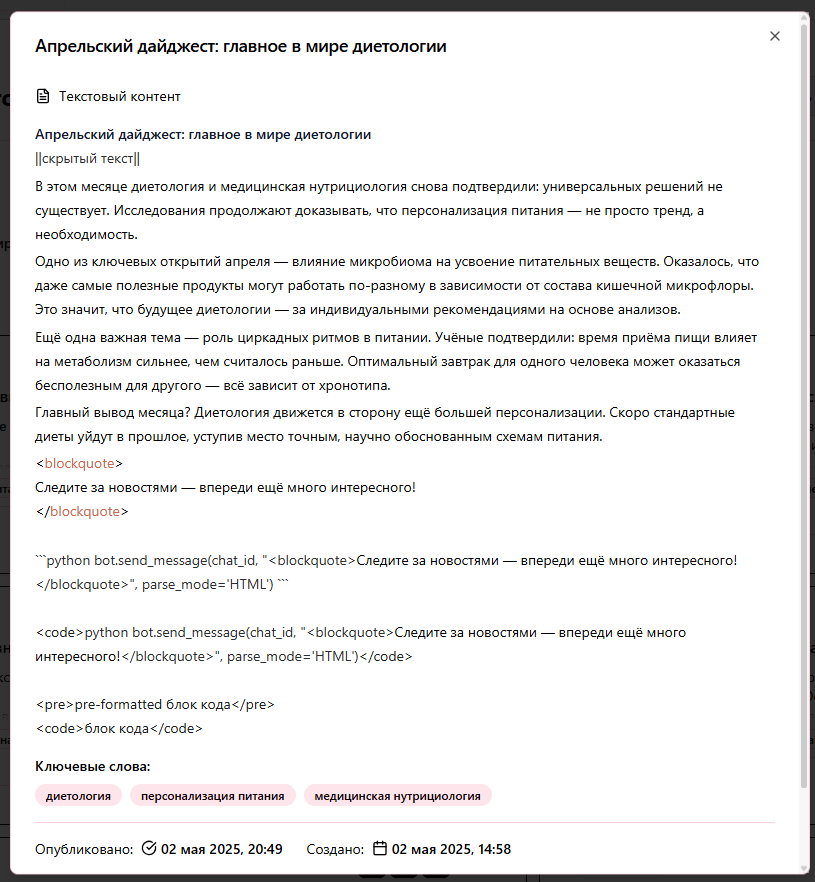 Апрельский дайджест: главное в мире диетологии
Текстовый контент
Апрельский дайджест: главное в мире диетологии
||скрытый текст||
В этом месяце диетология и медицинская нутрициология снова подтвердили: универсальных решений не
существует. Исследования продолжают доказывать, что персонализация питания — не просто тренд, а
необходимость.
Одно из ключевых открытий апреля — влияние микробиома на усвоение питательных веществ. Оказалось, что
даже самые полезные продукты могут работать по-разному в зависимости от состава кишечной микрофлоры.
Это значит, что будущее диетологии — за индивидуальными рекомендациями на основе анализов.
Ещё одна важная тема — роль циркадных ритмов в питании. Учёные подтвердили: время приёма пищи влияет
на метаболизм сильнее, чем считалось раньше. Оптимальный завтрак для одного человека может оказаться
бесполезным для другого — всё зависит от хронотипа.
Главный вывод месяца? Диетология движется в сторону ещё большей персонализации. Скоро стандартные
диеты уйдут в прошлое, уступив место точным, научно обоснованным схемам питания.
<blockquote>
Следите за новостями — впереди ещё много интересного!
</blockquote>
```python bot.send_message(chat_id, "<blockquote>Следите за новостями — впереди ещё много интересного!
</blockquote>", parse_mode='HTML') ```
<code>python bot.send_message(chat_id, "<blockquote>Следите за новостями — впереди ещё много
интересного!</blockquote>", parse_mode='HTML')</code>
<pre>pre-formatted блок кода</pre>
<code>блок кода</code>
Ключевые слова:
диетология персонализация питания медицинская нутрициология
Опубликовано: 02 мая 2025, 20:49 Создано: 02 мая 2025, 14:58